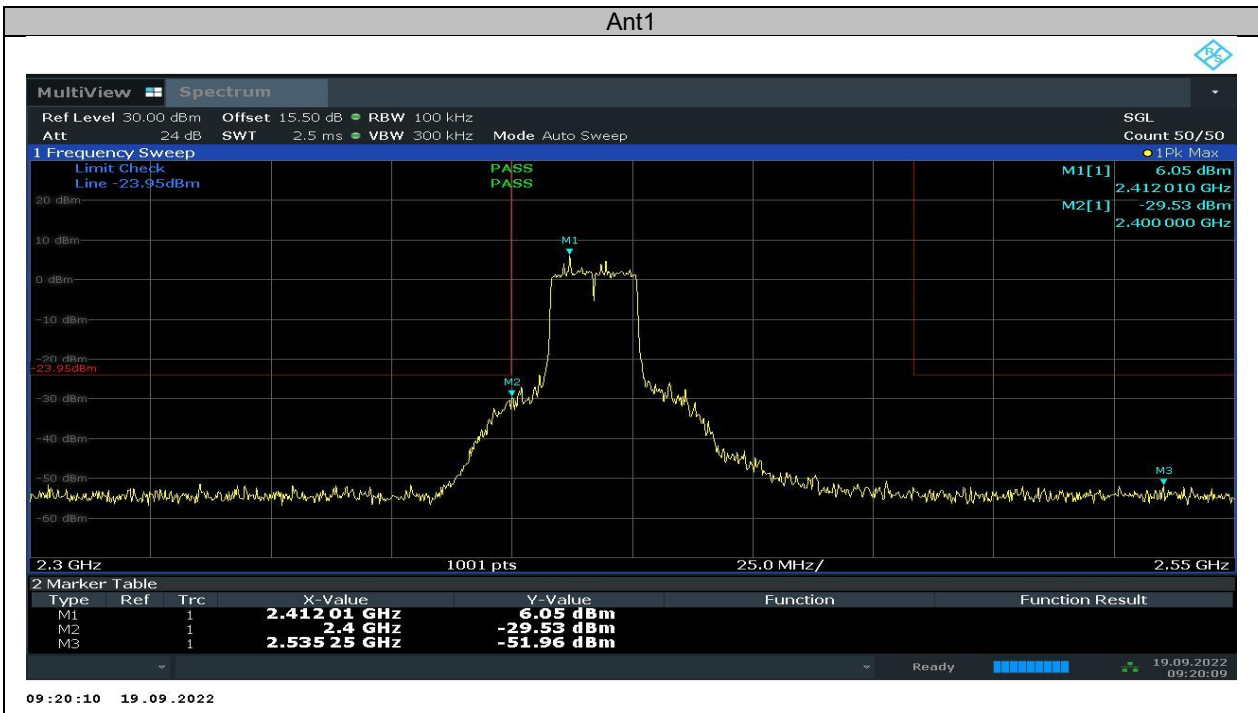 Ant1
R&S
MultiView Spectrum
Ref Level 30.00 dBm Offset 15.50 dB RBW 100 kHz SGL
Att 24 dB SWT 2.5 ms VBW 300 kHz Mode Auto Sweep Count 50/50
1 Frequency Sweep 1Pk Max
Limit Check PASS M1[1] 6.05 dBm
Line -23.95dBm PASS 2.412 010 GHz
20 dBm M2[1] -29.53 dBm
2.400 000 GHz
10 dBm M1
0 dBm
-10 dBm
-20 dBm
-23.95dBm
M2
-30 dBm
-40 dBm
-50 dBm M3
-60 dBm
2.3 GHz 1001 pts 25.0 MHz/ 2.55 GHz
2 Marker Table
Type Ref Trc X-Value Y-Value Function Function Result
M1 1 2.412 01 GHz 6.05 dBm
M2 1 2.4 GHz -29.53 dBm
M3 1 2.535 25 GHz -51.96 dBm
Ready 19.09.2022
09:20:09
09:20:10 19.09.2022